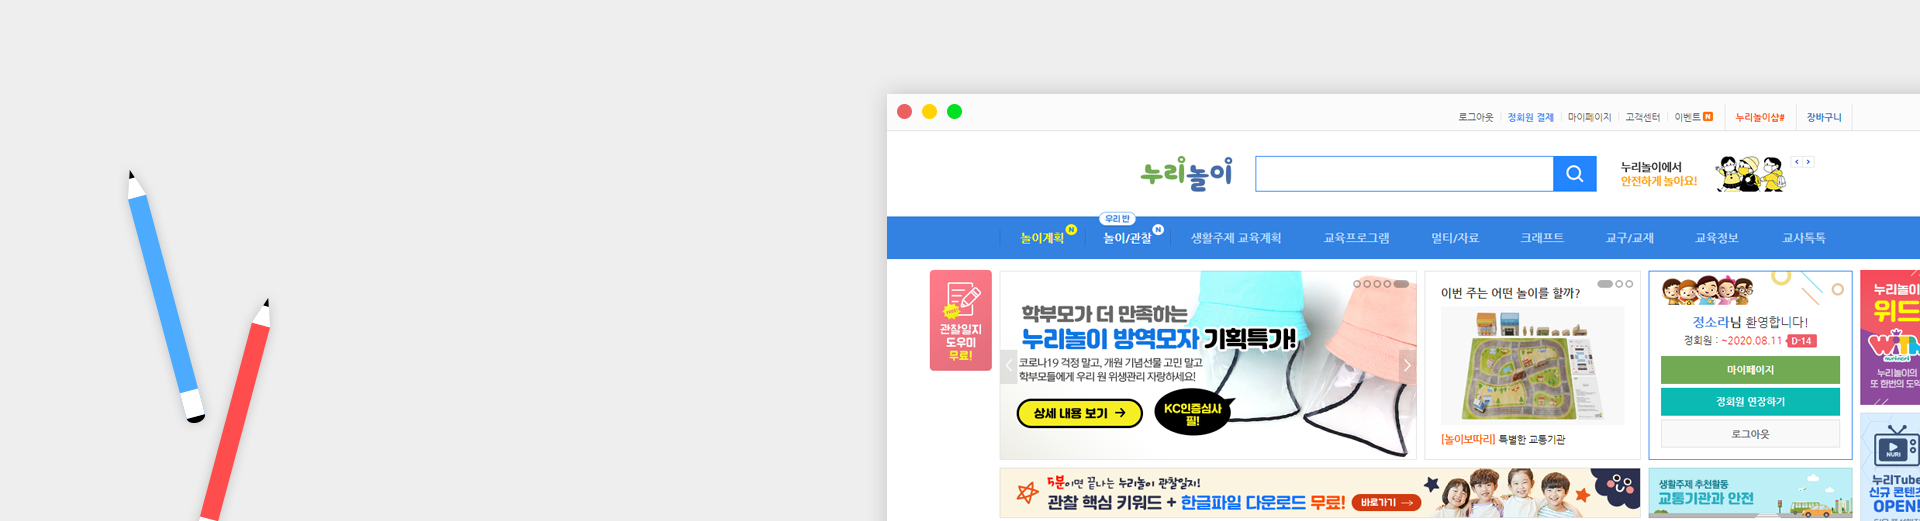 로그아웃
정회원 결제
마이페이지
고객센터
이벤트 N
누리놀이샵#
장바구니
누리놀이
누리놀이에서
안전하게 놀아요!
우리 반
놀이계획 N
놀이/관찰 N
생활주제 교육계획
교육프로그램
멀티/자료
크래프트
교구/교재
교육정보
교사톡톡
FREE
관찰일지
도우미
무료!
학부모가 더 만족하는
누리놀이 방역모자 기획특가!
코로나19 걱정 말고, 개원 기념선물 고민 말고
학부모들에게 우리 원 위생관리 자랑하세요!
상세 내용 보기 →
KC인증심사
필!
이번 주는 어떤 놀이를 할까?
[놀이보따리] 특별한 교통기관
정소라님 환영합니다!
정회원 : ~2020.08.11 D-14
마이페이지
정회원 연장하기
로그아웃
누리놀이
위드
WITH
nurinori
누리놀이의
또 한번의 도약
5분이면 끝나는 누리놀이 관찰일지!
관찰 핵심 키워드 + 한글파일 다운로드 무료!
바로가기 →
생활주제 추천활동
교통기관과 안전
NURI
누리Tube
신규 콘텐츠
OPEN!